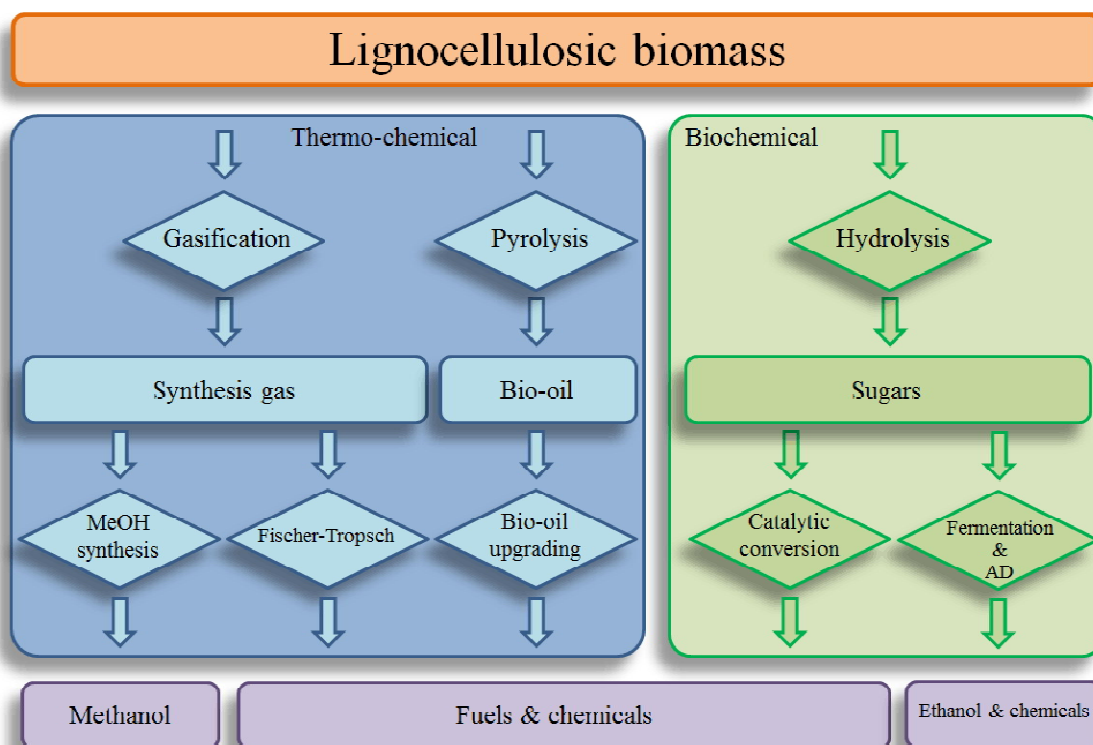 Lignocellulosic biomass
Thermo-chemical
Biochemical
Gasification
Pyrolysis
Hydrolysis
Synthesis gas
Bio-oil
Sugars
MeOH
synthesis
Fischer-Tropsch
Bio-oil
upgrading
Catalytic
conversion
Fermentation
&
AD
Methanol
Fuels & chemicals
Ethanol & chemicals